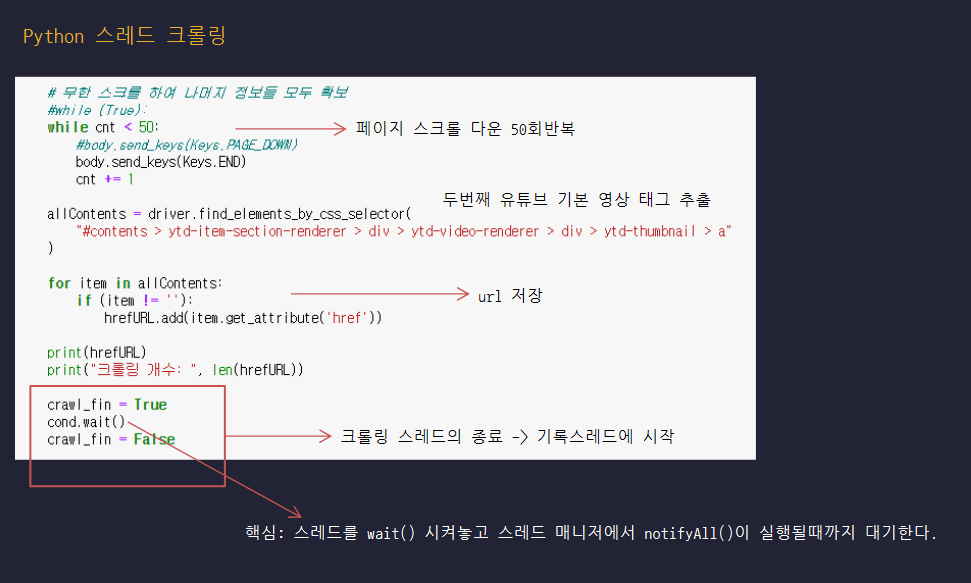 Python 스레드 크롤링
# 무한 스크롤 하여 나머지 정보들 모두 확보
#while (True):
while cnt < 50:
페이지 스크롤 다운 50회반복
#body.send_keys(Keys.PAGE_DOWN)
body.send_keys(Keys.END)
cnt += 1
두번째 유튜브 기본 영상 태그 추출
allContents = driver.find_elements_by_css_selector(
"#contents > ytd-item-section-renderer > div > ytd-video-renderer > div > ytd-thumbnail > a"
)
for item in allContents:
if (item != ''):
url 저장
hrefURL.add(item.get_attribute('href'))
print(hrefURL)
print("크롤링 개수: ", len(hrefURL))
crawl_fin = True
cond.wait()
crawl_fin = False
크롤링 스레드의 종료 -> 기록스레드에 시작
핵심: 스레드를 wait() 시켜놓고 스레드 매니저에서 notifyAll()이 실행될때까지 대기한다.